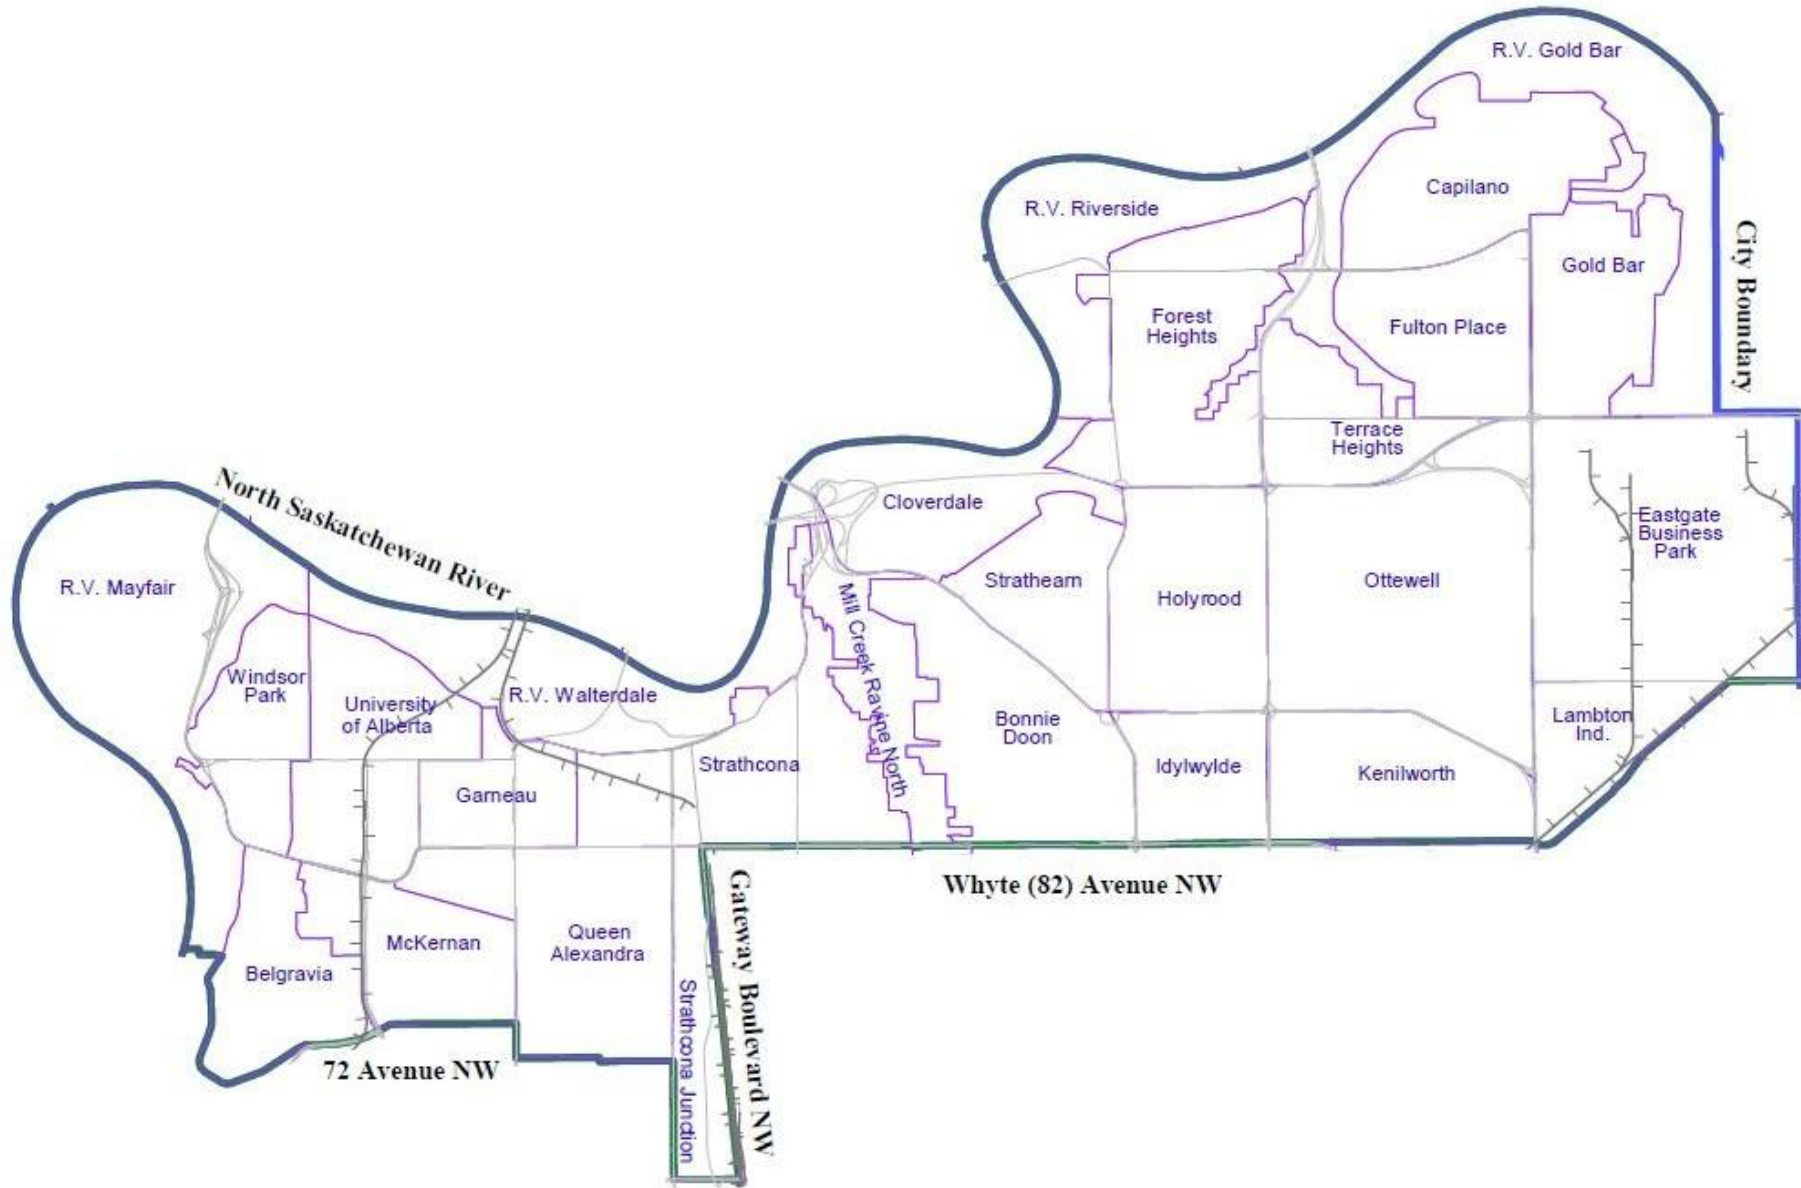 R.V. Gold Bar
Capilano
R.V. Riverside
Gold Bar
City Boundary
Forest
Heights
Fulton Place
Terrace
Heights
North Saskatchewan River
Cloverdale
Eastgate
Business
Park
R.V. Mayfair
Strathearn
Ottewell
Holyrood
Mill Creek Ravine North
Windsor
Park
University
of Alberta
R.V. Walterdale
Bonnie
Doon
Lambton
Ind.
Strathcona
Idylwylde
Kenilworth
Garneau
Whyte (82) Avenue NW
Gateway Boulevard NW
Queen
Alexandra
McKernan
Belgravia
Strathcona Junction
72 Avenue NW